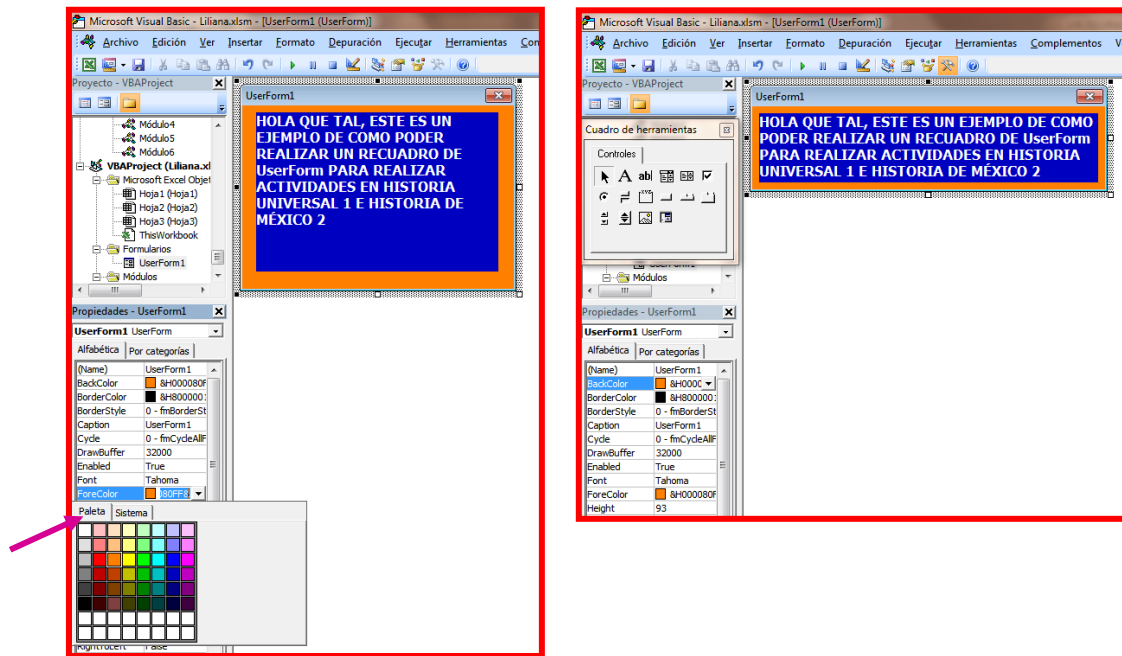 Microsoft Visual Basic - Liliana.xlsm - [UserForm1 (UserForm)]
Archivo Edición Ver Insertar Formato Depuración Ejecutar Herramientas Con
Proyecto - VBAProject
Módulo4
Módulo5
Módulo6
VBAProject (Liliana.xl
Microsoft Excel Objet
Hoja1 (Hoja1)
Hoja2 (Hoja2)
Hoja3 (Hoja3)
ThisWorkbook
Formularios
UserForm1
Módulos
Propiedades - UserForm1
UserForm1 UserForm
Alfabética Por categorías
(Name) UserForm1
BackColor &H000080F
BorderColor &H800000:
BorderStyle 0 - fmBorderSt
Caption UserForm1
Cycle 0 - fmCycleAllF
DrawBuffer 32000
Enabled True
Font Tahoma
ForeColor 080FF&
Paleta Sistema
RightToLeft False
UserForm1
HOLA QUE TAL, ESTE ES UN
EJEMPLO DE COMO PODER
REALIZAR UN RECUADRO DE
UserForm PARA REALIZAR
ACTIVIDADES EN HISTORIA
UNIVERSAL 1 E HISTORIA DE
MÉXICO 2
Microsoft Visual Basic - Liliana.xlsm - [UserForm1 (UserForm)]
Archivo Edición Ver Insertar Formato Depuración Ejecutar Herramientas Complementos V
Proyecto - VBAProject
Cuadro de herramientas
Controles
A abl
Módulos
Propiedades - UserForm1
UserForm1 UserForm
Alfabética Por categorías
(Name) UserForm1
BackColor &H000C
BorderColor &H800000:
BorderStyle 0 - fmBorderSt
Caption UserForm1
Cycle 0 - fmCycleAllF
DrawBuffer 32000
Enabled True
Font Tahoma
ForeColor &H000080F
Height 93
UserForm1
HOLA QUE TAL, ESTE ES UN EJEMPLO DE COMO
PODER REALIZAR UN RECUADRO DE UserForm
PARA REALIZAR ACTIVIDADES EN HISTORIA
UNIVERSAL 1 E HISTORIA DE MÉXICO 2